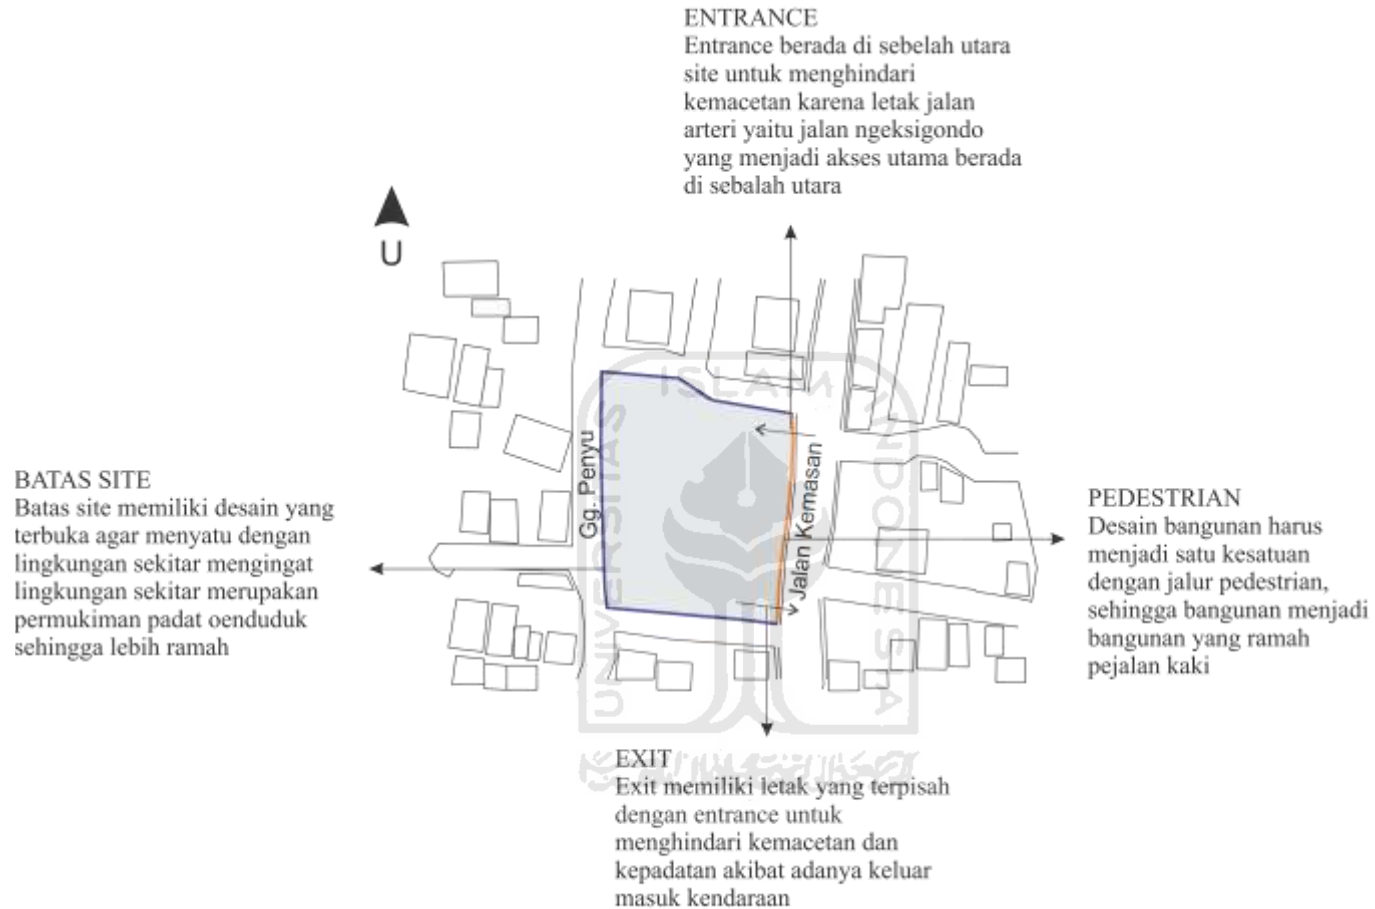 ENTRANCE
Entrance berada di sebelah utara
site untuk menghindari
kemacetan karena letak jalan
arteri yaitu jalan ngeksigondo
yang menjadi akses utama berada
di sebalah utara
U
Gg. Penyu
Jalan Kemasan
BATAS SITE
Batas site memiliki desain yang
terbuka agar menyatu dengan
lingkungan sekitar mengingat
lingkungan sekitar merupakan
permukiman padat oenduduk
sehingga lebih ramah
PEDESTRIAN
Desain bangunan harus
menjadi satu kesatuan
dengan jalur pedestrian,
sehingga bangunan menjadi
bangunan yang ramah
pejalan kaki
EXIT
Exit memiliki letak yang terpisah
dengan entrance untuk
menghindari kemacetan dan
kepadatan akibat adanya keluar
masuk kendaraan
UNIVERSITAS
ISLAM
INDONESIA